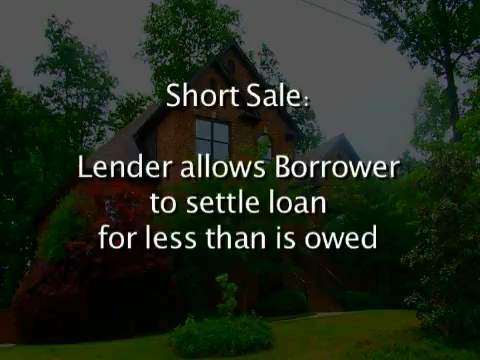 Short Sale:
Lender allows Borrower
to settle loan
for less than is owed